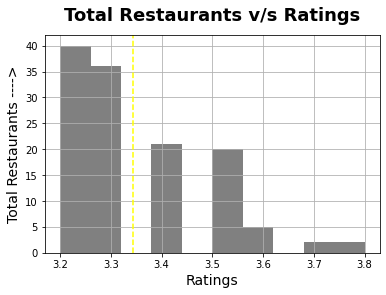 Total Restaurants v/s Ratings
Total Restaurants ----->
40
35
30
25
20
15
10
5
0
3.2 3.3 3.4 3.5 3.6 3.7 3.8
Ratings